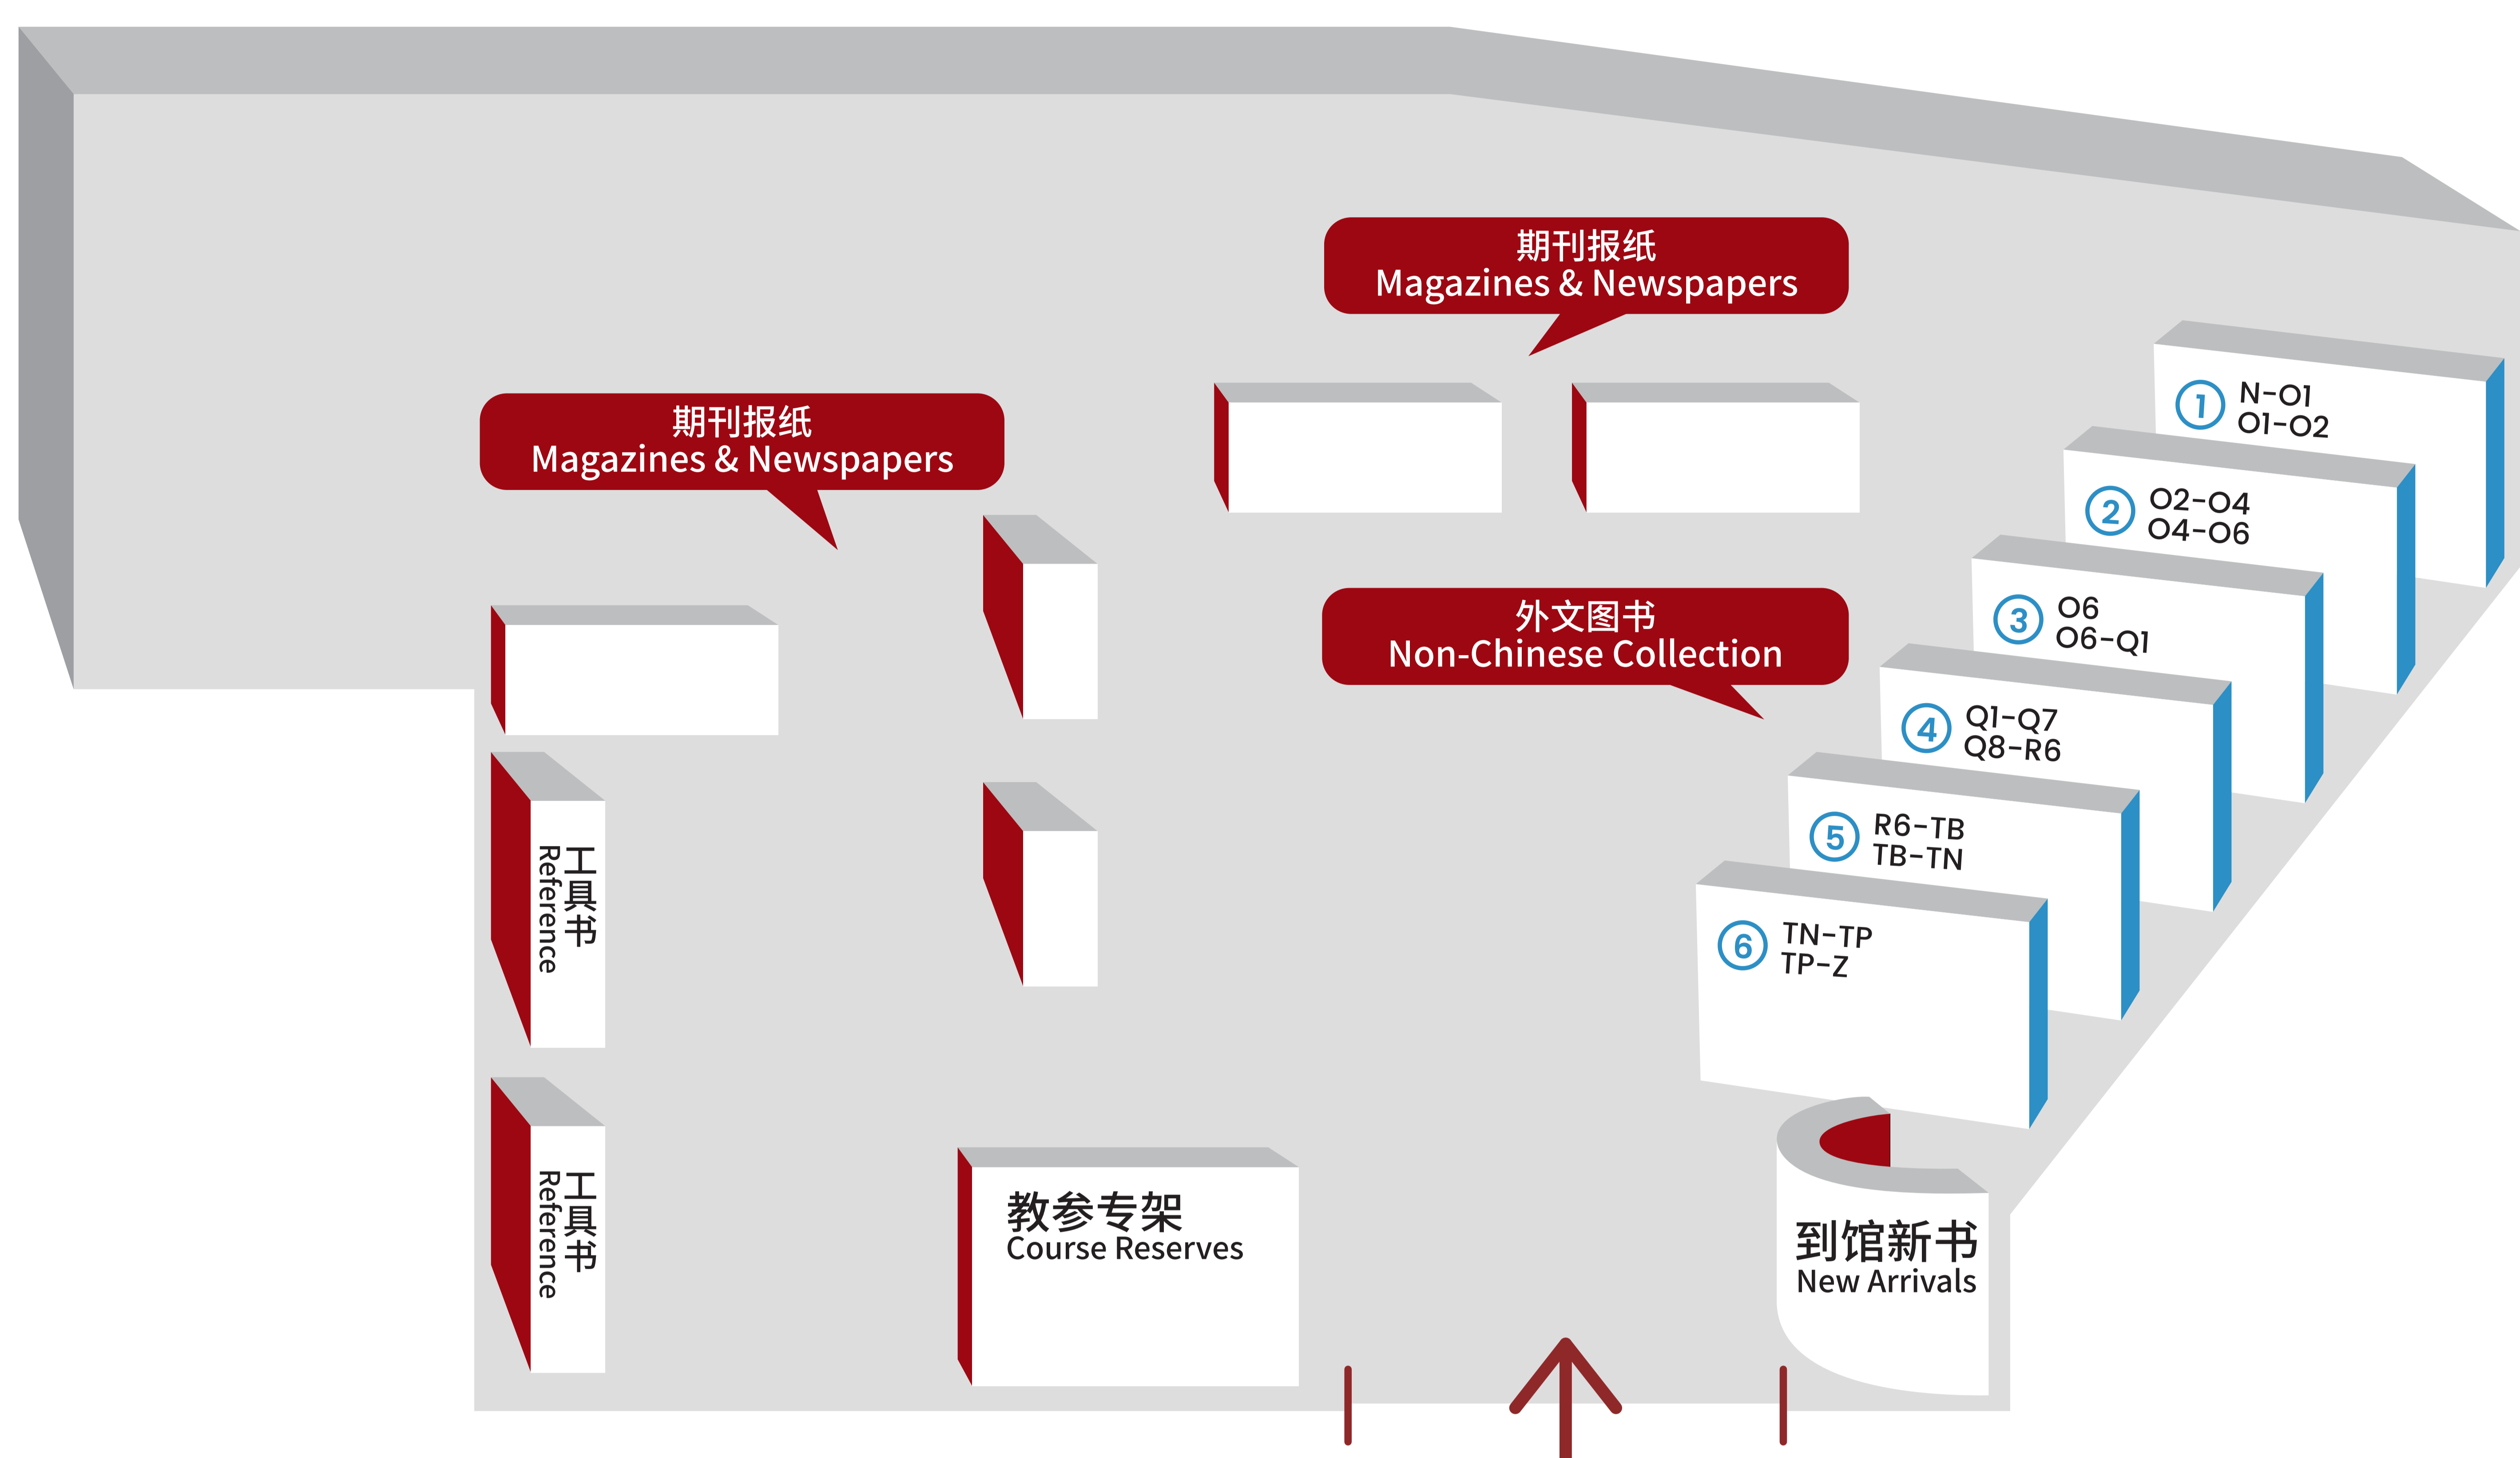 期刊报纸
Magazines & Newspapers
期刊报纸
Magazines & Newspapers
外文图书
Non-Chinese Collection
1
N-O1
O1-O2
2
O2-O4
O4-O6
3
O6
O6-Q1
4
Q1-Q7
Q8-R6
5
R6-TB
TB-TN
6
TN-TP
TP-Z
工具书
Reference
工具书
Reference
教参专架
Course Reserves
到馆新书
New Arrivals